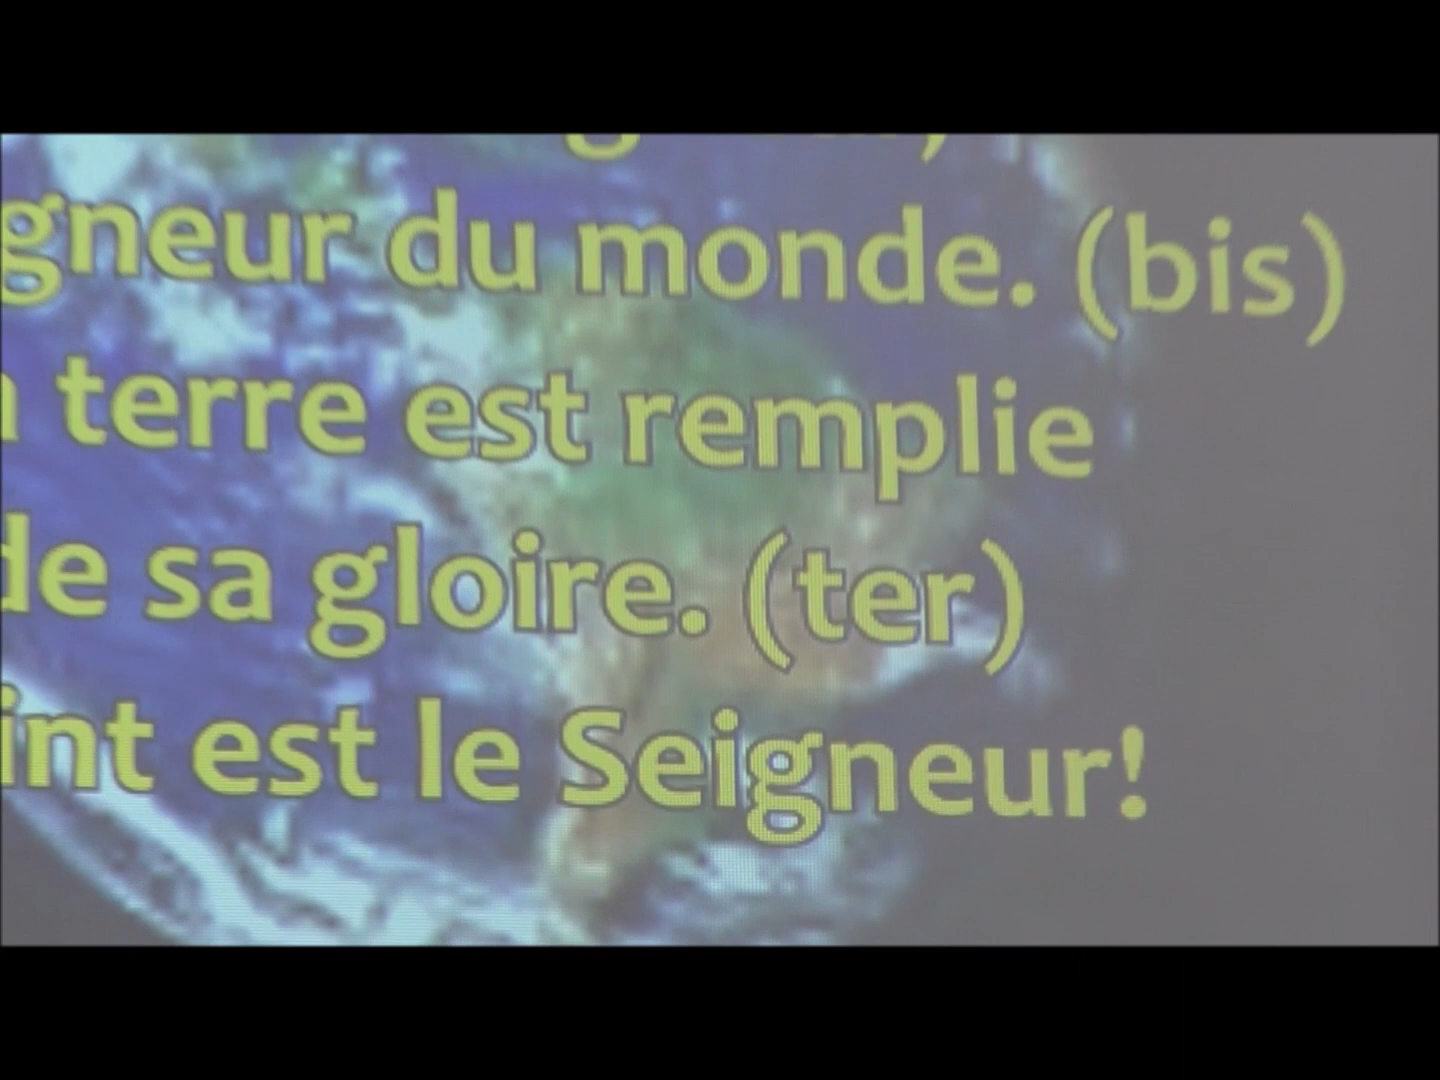 gneur du monde. (bis)
terre est remplie
de sa gloire. (ter)
int est le Seigneur!